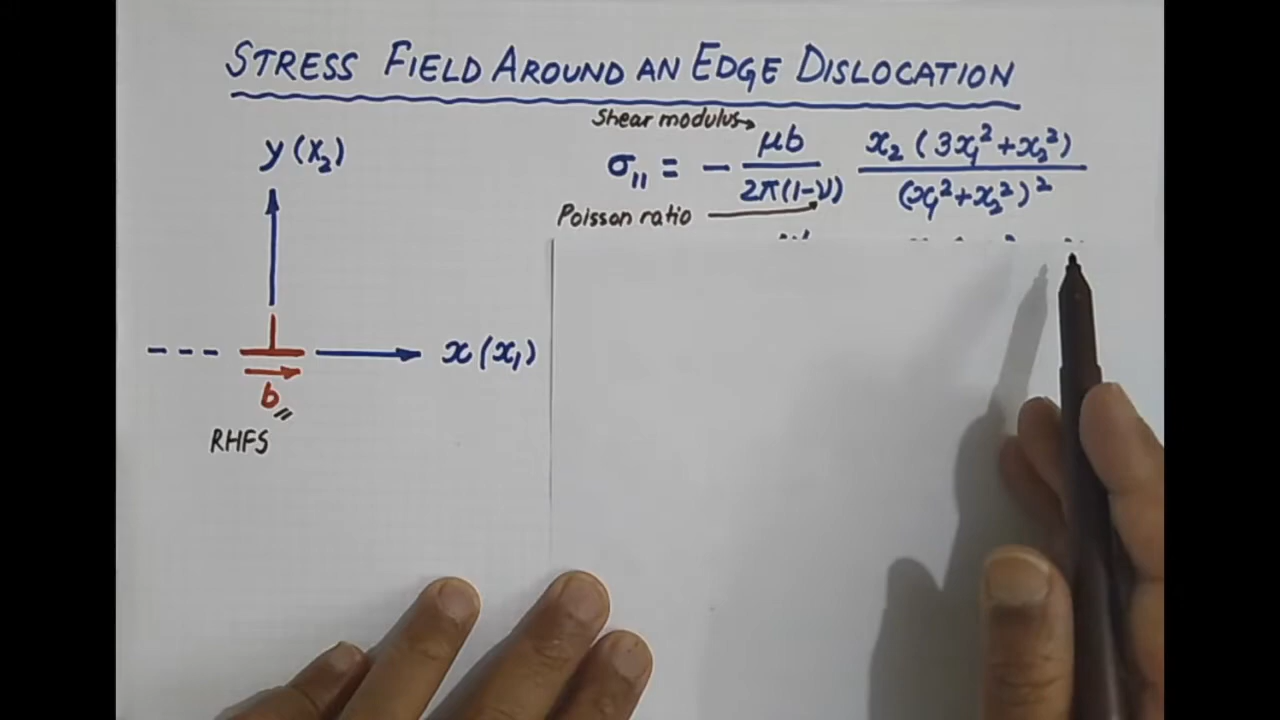 STRESS FIELD AROUND AN EDGE DISLOCATION
Shear modulus
y (x₂)
σ₁₁ = − μb / 2π(1−ν) x₂ (3x₁² + x₂²) / (x₁² + x₂²)²
Poisson ratio
x (x₁)
b
RHFS